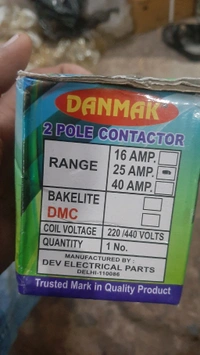 DANMAK
2 POLE CONTACTOR
RANGE
16 AMP.
25 AMP.
40 AMP.
BAKELITE
DMC
COIL VOLTAGE 220/440 VOLTS
QUANTITY 1 No.
MANUFACTURED BY :
DEV ELECTRICAL PARTS
DELHI-110086
Trusted Mark in Quality Product